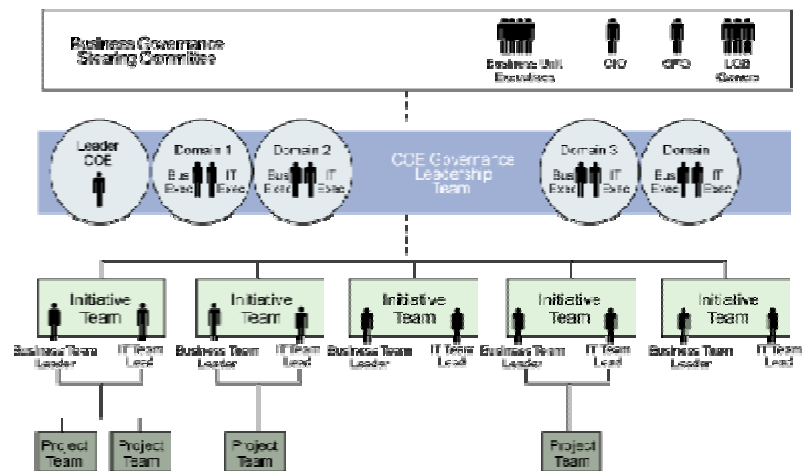 Business Governance
Steering Committee
Business Unit
Executives
CIO
CFO
LOB
Owners
Leader
COE
Domain 1
Bus IT
Exec Exec
Domain 2
Bus IT
Exec Exec
COE Governance
Leadership
Team
Domain 3
Bus IT
Exec Exec
Domain
Bus IT
Exec Exec
Initiative
Team
Initiative
Team
Initiative
Team
Initiative
Team
Initiative
Team
Business Team
Leader
IT Team
Lead
Business Team
Leader
IT Team
Lead
Business Team
Leader
IT Team
Lead
Business Team
Leader
IT Team
Lead
Business Team
Leader
IT Team
Lead
Project
Team
Project
Team
Project
Team
Project
Team